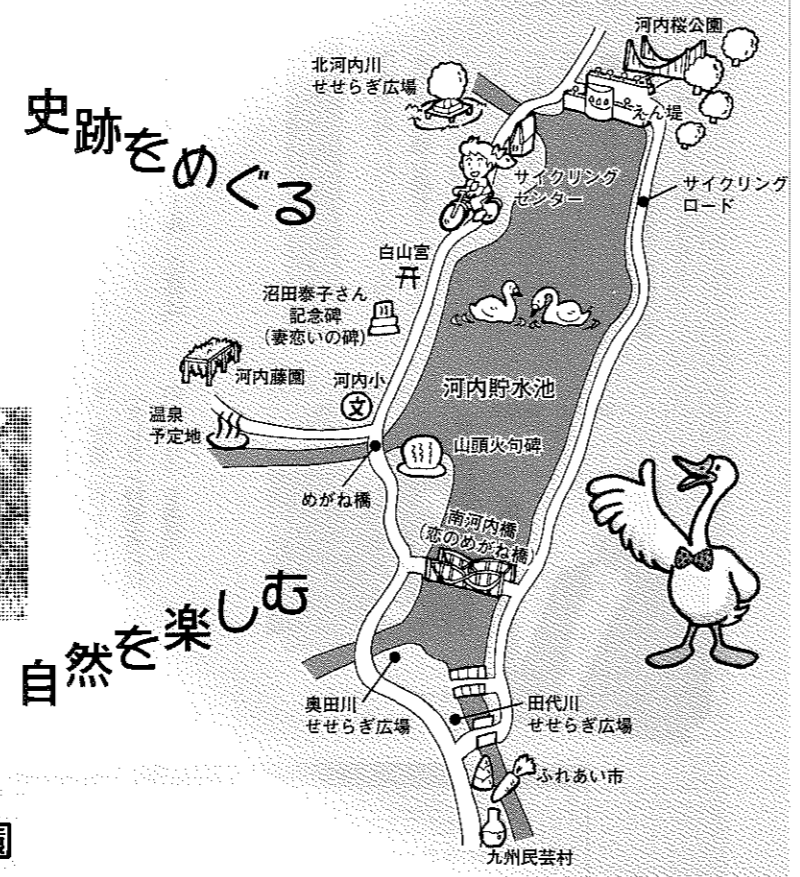 史跡をめぐる
河内桜公園
北河内川
せせらぎ広場
えん堤
サイクリング
センター
サイクリング
ロード
白山宮
沼田泰子さん
記念碑
(妻恋いの碑)
河内藤園
河内小
文
河内貯水池
温泉
予定地
山頭火句碑
めがね橋
南河内橋
(恋のめがね橋)
自然を楽しむ
奥田川
せせらぎ広場
田代川
せせらぎ広場
ふれあい市
九州民芸村
園